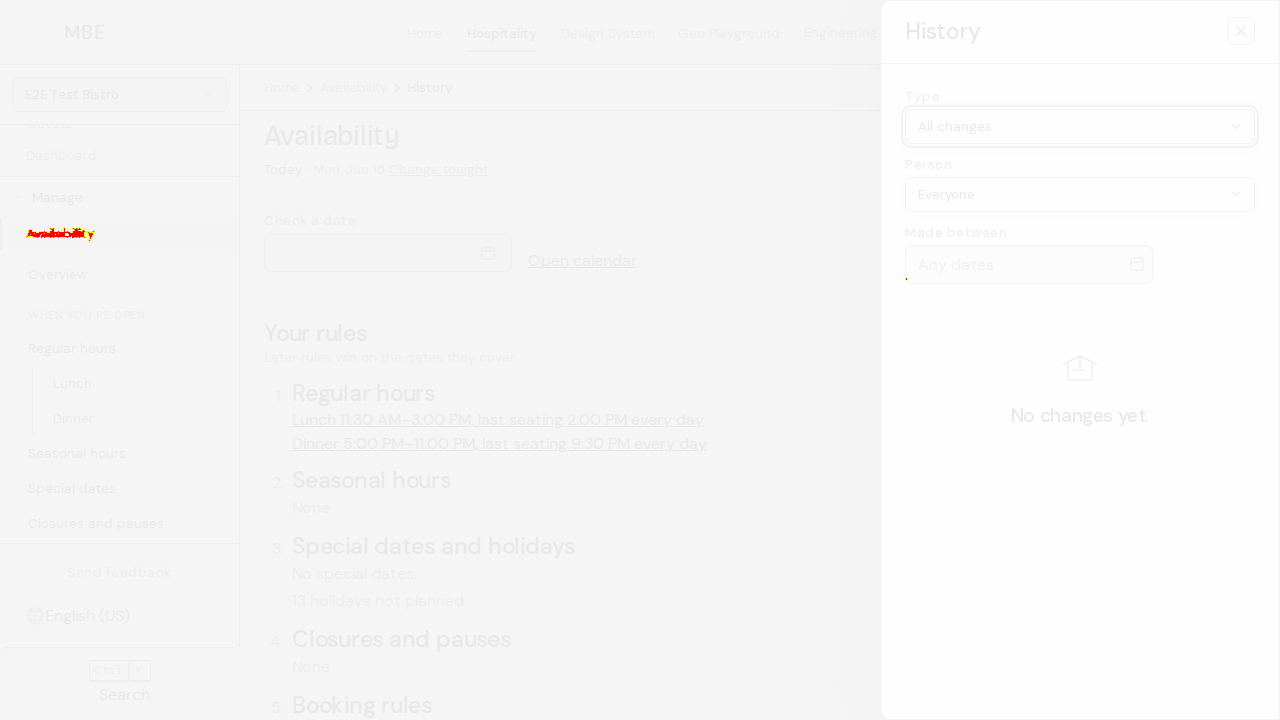 MBE
Home Hospitality Design System Gen Playground Engineering
History
E2E Test Bistro
Home > Availability > History
Dashboard
Manage
Availability
Overview
WHEN YOU'RE OPEN
Regular hours
Lunch
Dinner
Seasonal hours
Special dates
Closures and pauses
Send feedback
English (US)
Ctrl K
Search
Availability
Today · Mon, Jun 15 Change tonight
Check a date
Open calendar
Your rules
Later rules win on the dates they cover.
1. Regular hours
Lunch 11:30 AM–3:00 PM, last seating 2:00 PM every day
Dinner 5:00 PM–11:00 PM, last seating 9:30 PM every day
2. Seasonal hours
None
3. Special dates and holidays
No special dates.
13 holidays not planned
4. Closures and pauses
None
5. Booking rules
Type
All changes
Person
Everyone
Made between
Any dates
No changes yet.